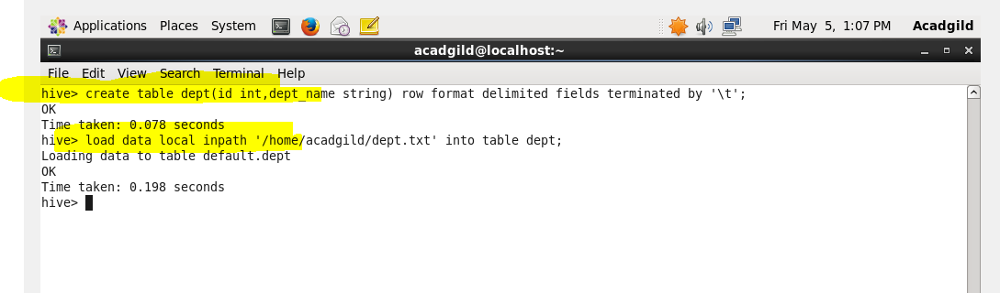 Applications Places System Fri May 5, 1:07 PM Acadgild
acadgild@localhost:~
File Edit View Search Terminal Help
hive> create table dept(id int,dept_name string) row format delimited fields terminated by '\t';
OK
Time taken: 0.078 seconds
hive> load data local inpath '/home/acadgild/dept.txt' into table dept;
Loading data to table default.dept
OK
Time taken: 0.198 seconds
hive>